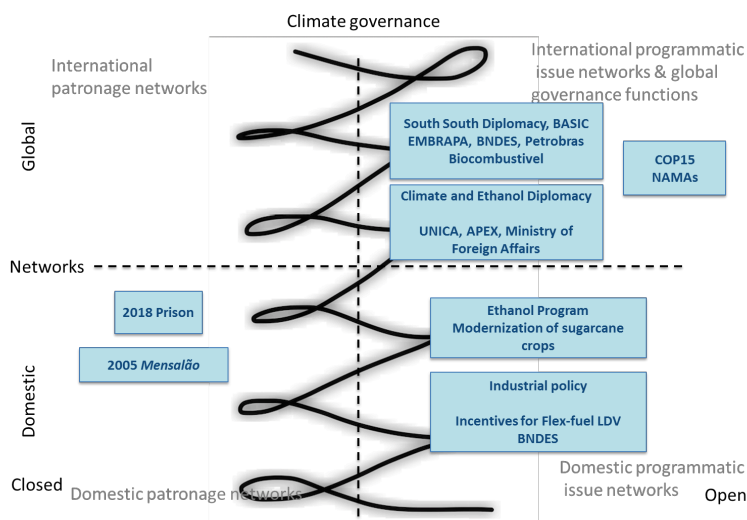 Climate governance
International
patronage networks
International programmatic
issue networks & global
governance functions
Global
South South Diplomacy, BASIC
EMBRAPA, BNDES, Petrobras
Biocombustivel
COP15
NAMAs
Climate and Ethanol Diplomacy
UNICA, APEX, Ministry of
Foreign Affairs
Networks
2018 Prison
Ethanol Program
Modernization of sugarcane
crops
2005 Mensalão
Domestic
Industrial policy
Incentives for Flex-fuel LDV
BNDES
Closed
Domestic patronage networks
Domestic programmatic
issue networks
Open